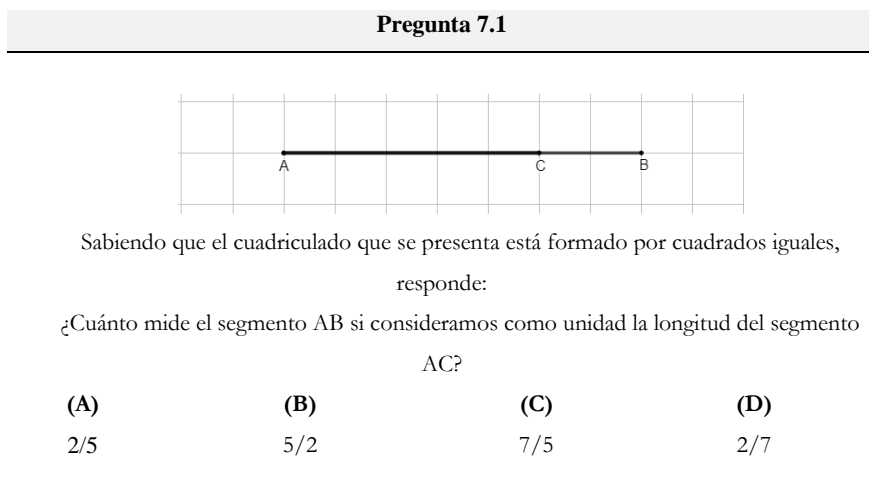 Pregunta 7.1
A
C
B
Sabiendo que el cuadriculado que se presenta está formado por cuadrados iguales,
responde:
¿Cuánto mide el segmento AB si consideramos como unidad la longitud del segmento
AC?
(A) (B) (C) (D)
2/5 5/2 7/5 2/7